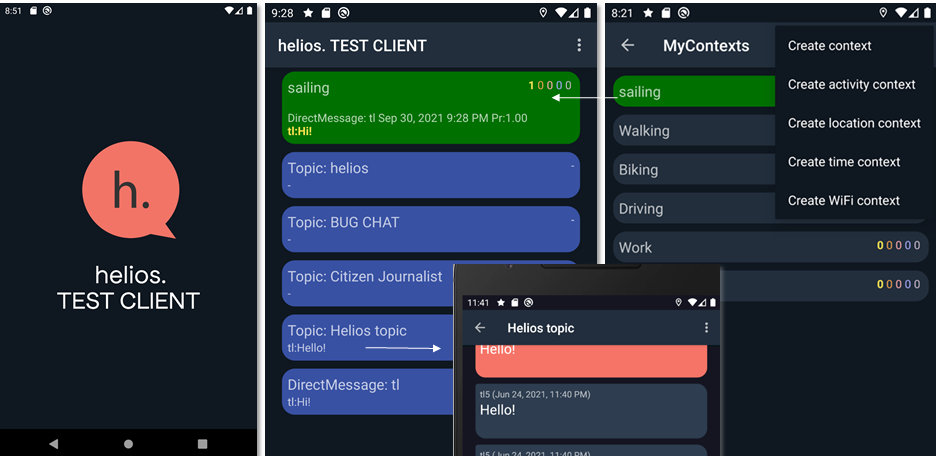 8:51
h.
helios.
TEST CLIENT
9:28
helios. TEST CLIENT
sailing
1 0 0 0 0
DirectMessage: tl Sep 30, 2021 9:28 PM Pr:1.00
tl:Hi!
Topic: helios
-
-
Topic: BUG CHAT
-
-
Topic: Citizen Journalist
-
Topic: Helios topic
tl:Hello!
DirectMessage: tl
tl:Hi!
8:21
MyContexts
sailing
Walking
Biking
Driving
Work
0 0 0 0 0
0 0 0 0 0
Create context
Create activity context
Create location context
Create time context
Create WiFi context
11:41
Helios topic
Hello!
tl5 (Jun 24, 2021, 11:40 PM)
Hello!
tl5 (Jun 24, 2021, 11:40 PM)